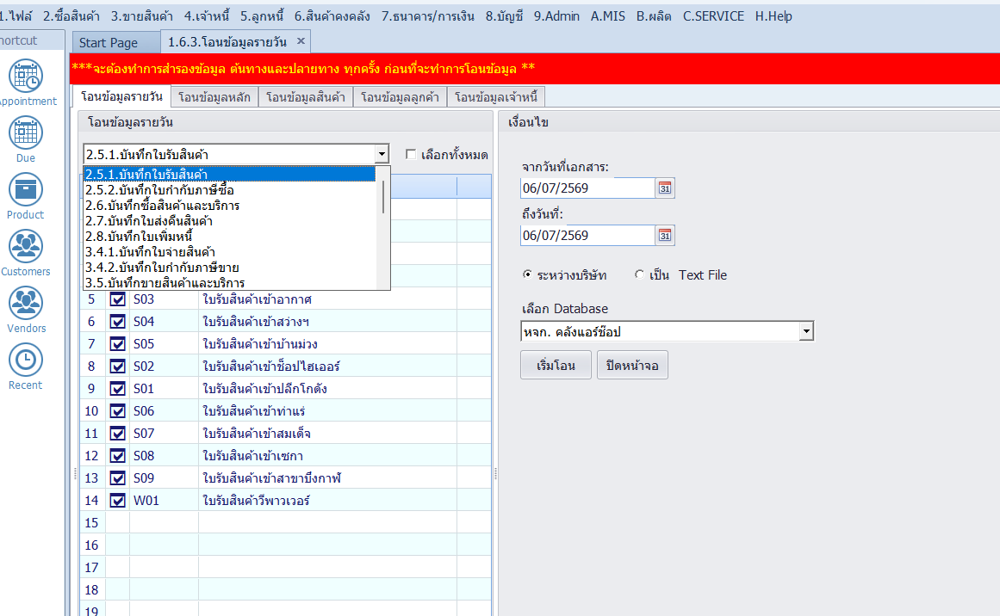 1.ไฟล์ 2.ซื้อสินค้า 3.ขายสินค้า 4.เจ้าหนี้ 5.ลูกหนี้ 6.สินค้าคงคลัง 7.ธนาคาร/การเงิน 8.บัญชี 9.Admin A.MIS B.ผลิต C.SERVICE H.Help
hortcut
Start Page 1.6.3.โอนข้อมูลรายวัน
***จะต้องทำการสำรองข้อมูล ต้นทางและปลายทาง ทุกครั้ง ก่อนที่จะทำการโอนข้อมูล **
โอนข้อมูลรายวัน โอนข้อมูลหลัก โอนข้อมูลสินค้า โอนข้อมูลลูกค้า โอนข้อมูลเจ้าหนี้
ppointment
Due
Product
Customers
Vendors
Recent
โอนข้อมูลรายวัน
2.5.1.บันทึกใบรับสินค้า เลือกทั้งหมด
2.5.1.บันทึกใบรับสินค้า
2.5.2.บันทึกใบกำกับภาษีซื้อ
2.6.บันทึกซื้อสินค้าและบริการ
2.7.บันทึกใบส่งคืนสินค้า
2.8.บันทึกใบเพิ่มหนี้
3.4.1.บันทึกใบจ่ายสินค้า
3.4.2.บันทึกใบกำกับภาษีขาย
3.5.บันทึกขายสินค้าและบริการ
5 S03 ใบรับสินค้าเข้าอากาศ
6 S04 ใบรับสินค้าเข้าสว่างฯ
7 S05 ใบรับสินค้าเข้าบ้านม่วง
8 S02 ใบรับสินค้าเข้าช็อปไฮเออร์
9 S01 ใบรับสินค้าเข้าปลีกโกดัง
10 S06 ใบรับสินค้าเข้าท่าแร่
11 S07 ใบรับสินค้าเข้าสมเด็จ
12 S08 ใบรับสินค้าเข้าเซกา
13 S09 ใบรับสินค้าเข้าสาขาบึงกาฬ
14 W01 ใบรับสินค้าวีพาวเวอร์
15
16
17
18
19
เงื่อนไข
จากวันที่เอกสาร:
06/07/2569 31
ถึงวันที่:
06/07/2569 31
ระหว่างบริษัท เป็น Text File
เลือก Database
หจก. คลังแอร์ช๊อป
เริ่มโอน ปิดหน้าจอ